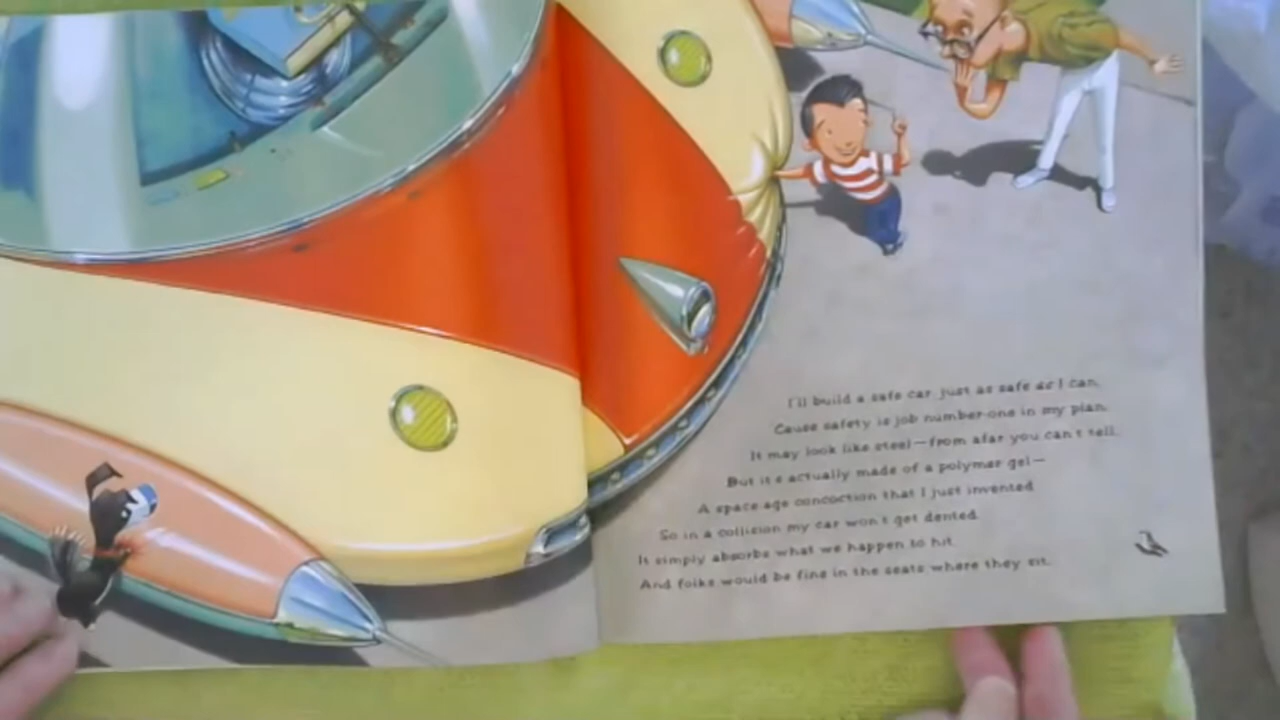 I'll build a safe car just as safe as I can,
Cause safety is job number-one in my plan.
It may look like steel—from afar you can't tell,
But it's actually made of a polymer gel—
A space-age concoction that I just invented
So in a collision my car won't get dented.
It simply absorbs what we happen to hit
And folks would be fine in the seats where they sit.